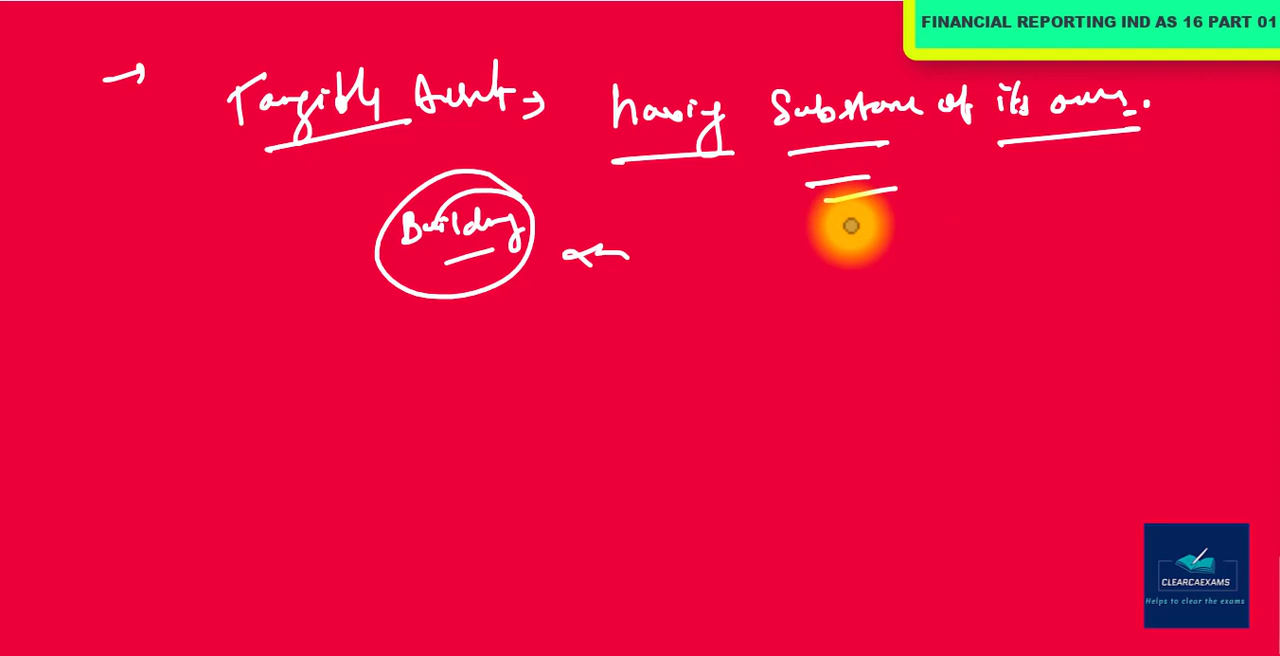 FINANCIAL REPORTING IND AS 16 PART 01
→ Tangible Asset → having Substance of its own.
Building ←
CLEARCAEXAMS
Helps to clear the exams